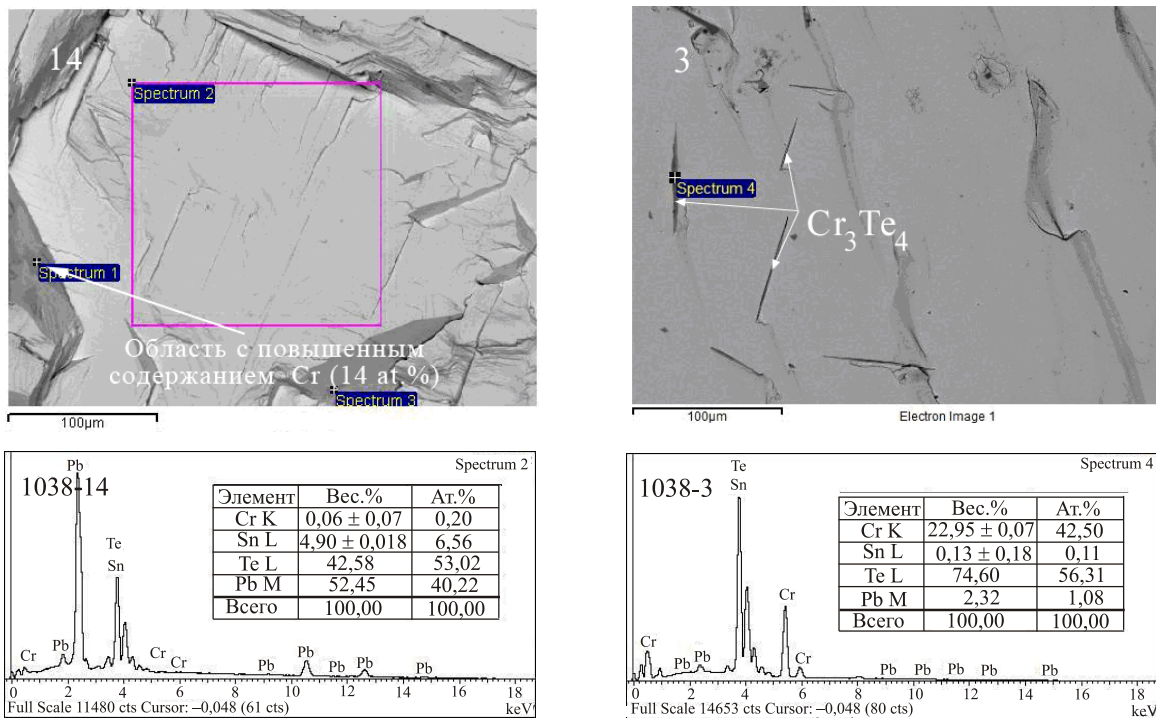 14
Spectrum 2
Spectrum 1
Область с повышенным
содержанием Cr (14 at %)
Spectrum 3
100µm
3
Spectrum 4
Cr3Te4
100µm
Electron Image 1
Spectrum 2
1038-14
Pb
Te
Sn
Cr
Pb
Cr
Cr
Pb
Pb
Pb
Pb
Pb
Элемент Вес.% Ат.%
Cr K 0,06 ± 0,07 0,20
Sn L 4,90 ± 0,018 6,56
Te L 42,58 53,02
Pb M 52,45 40,22
Всего 100,00 100,00
0 2 4 6 8 10 12 14 16 18
Full Scale 11480 cts Cursor: –0,048 (61 cts) keV
Spectrum 4
1038-3
Te
Sn
Cr
Cr
Pb
Pb
Cr
Pb
Pb
Pb
Pb
Pb
Элемент Вес.% Ат.%
Cr K 22,95 ± 0,07 42,50
Sn L 0,13 ± 0,18 0,11
Te L 74,60 56,31
Pb M 2,32 1,08
Всего 100,00 100,00
0 2 4 6 8 10 12 14 16 18
Full Scale 14653 cts Cursor: –0,048 (80 cts) keV